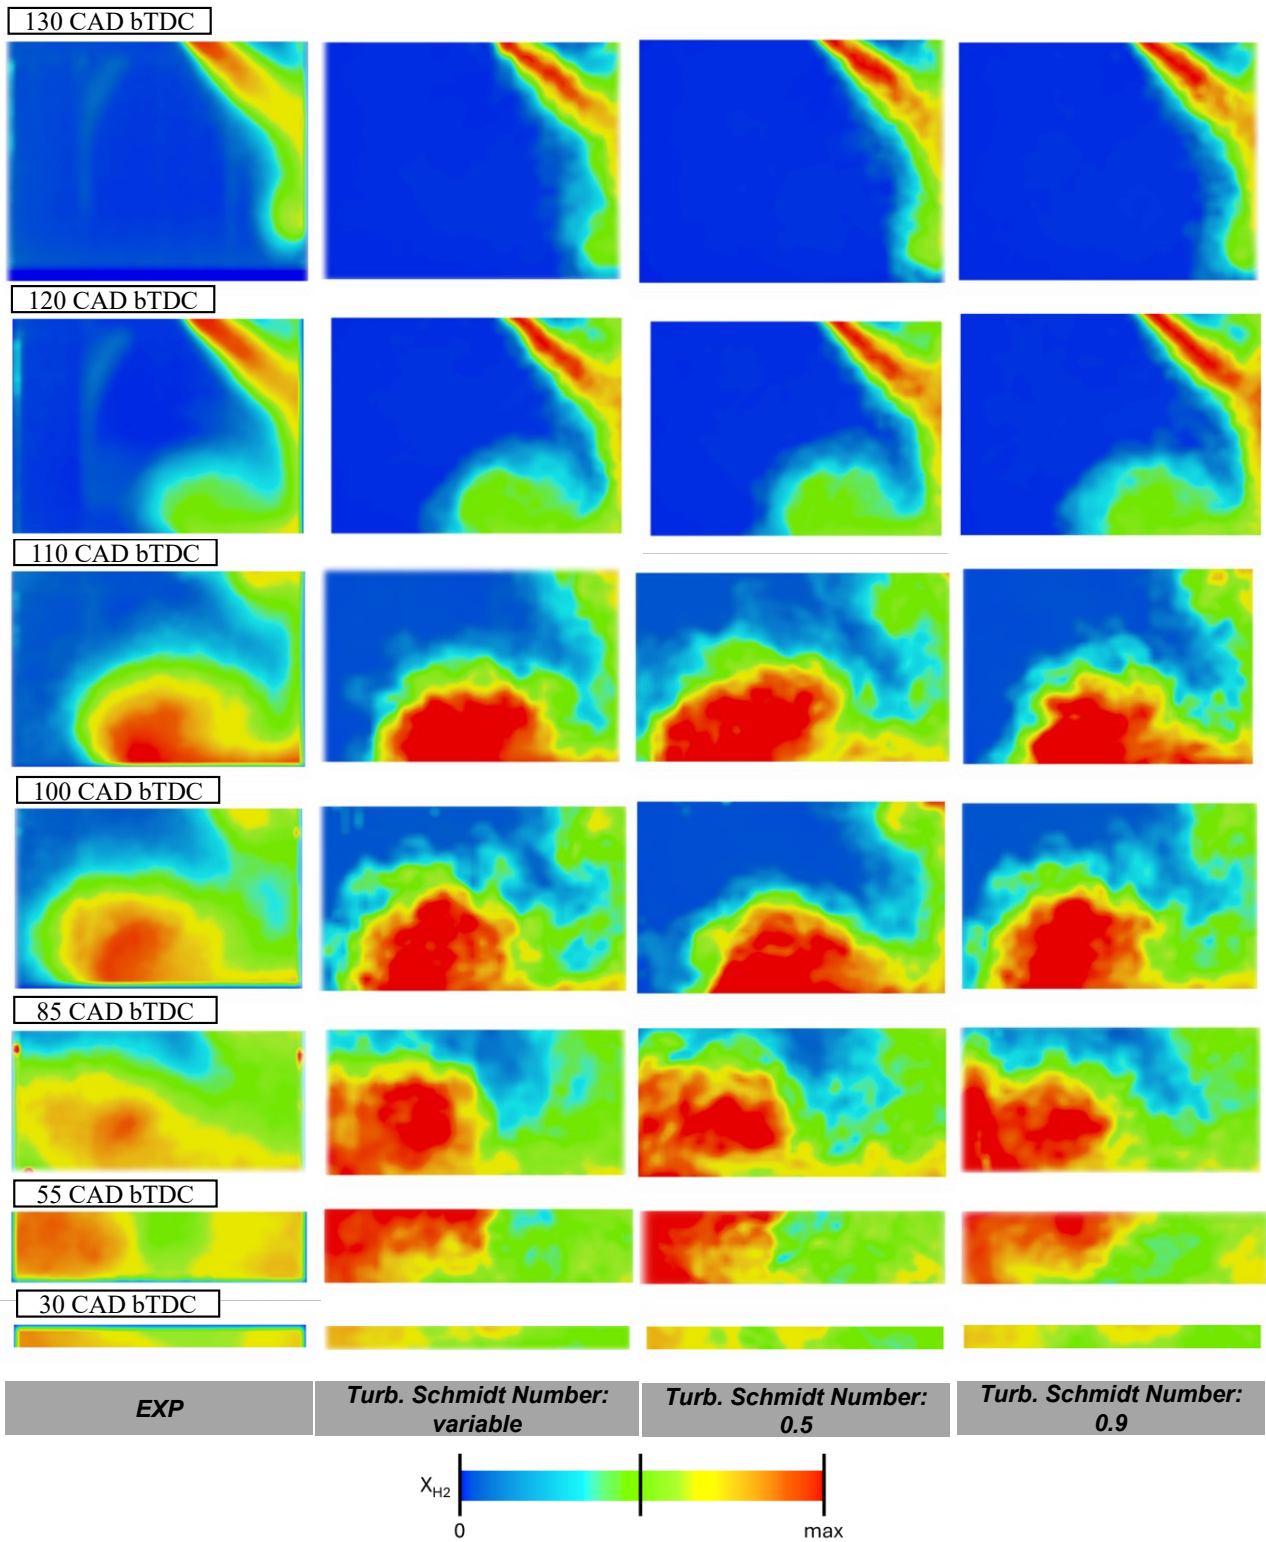 130 CAD bTDC
120 CAD bTDC
110 CAD bTDC
100 CAD bTDC
85 CAD bTDC
55 CAD bTDC
30 CAD bTDC
EXP
Turb. Schmidt Number:
variable
Turb. Schmidt Number:
0.5
Turb. Schmidt Number:
0.9
XH2
0
max